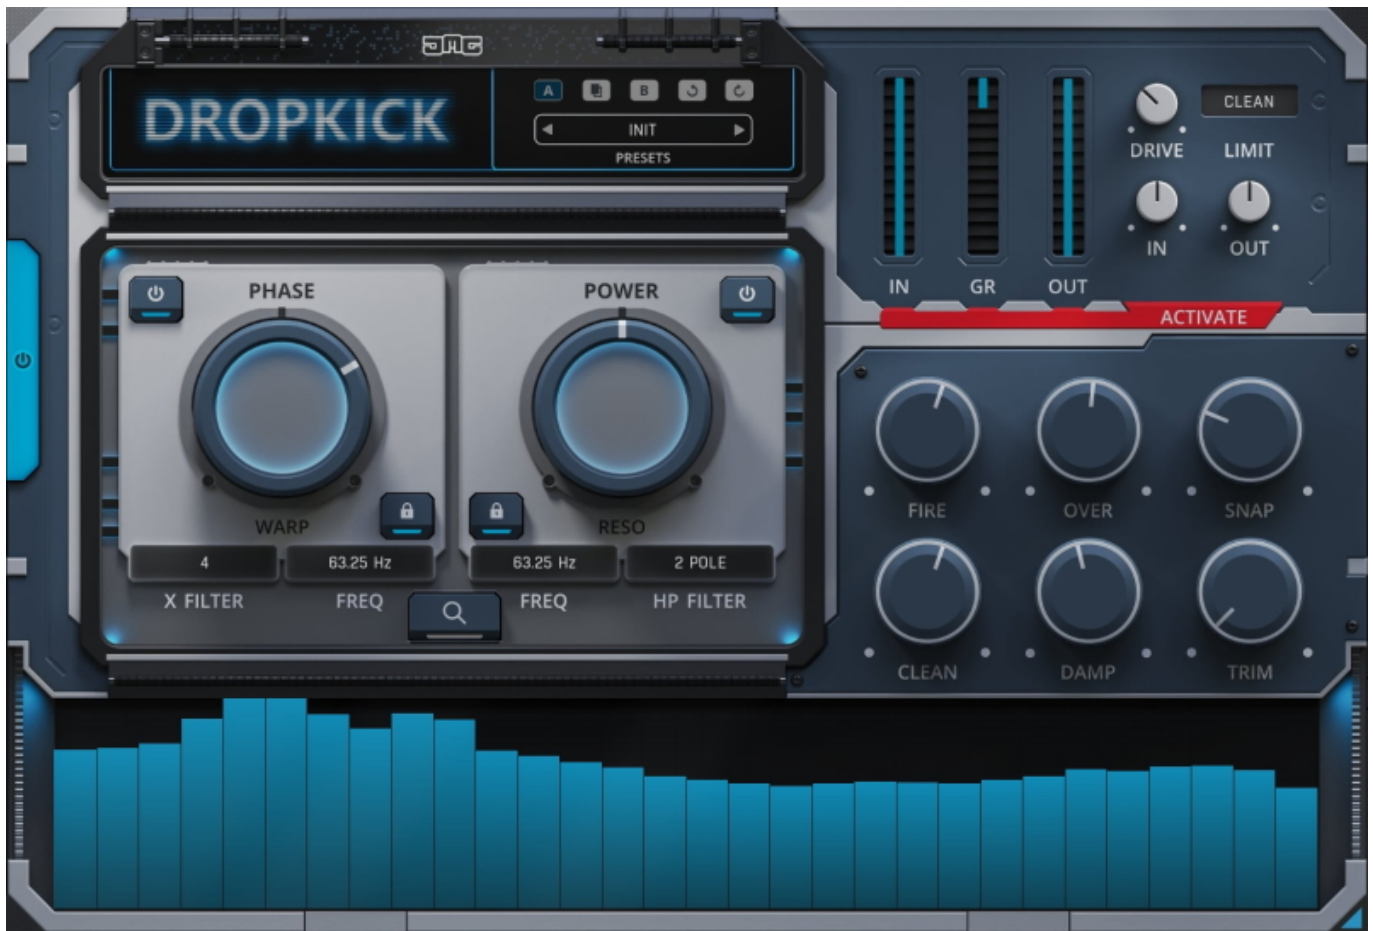 DROPKICK
A
B
INIT
PRESETS
CLEAN
DRIVE
LIMIT
IN
OUT
IN
GR
OUT
ACTIVATE
PHASE
POWER
WARP
RESO
4
63.25 Hz
63.25 Hz
2 POLE
X FILTER
FREQ
FREQ
HP FILTER
FIRE
OVER
SNAP
CLEAN
DAMP
TRIM